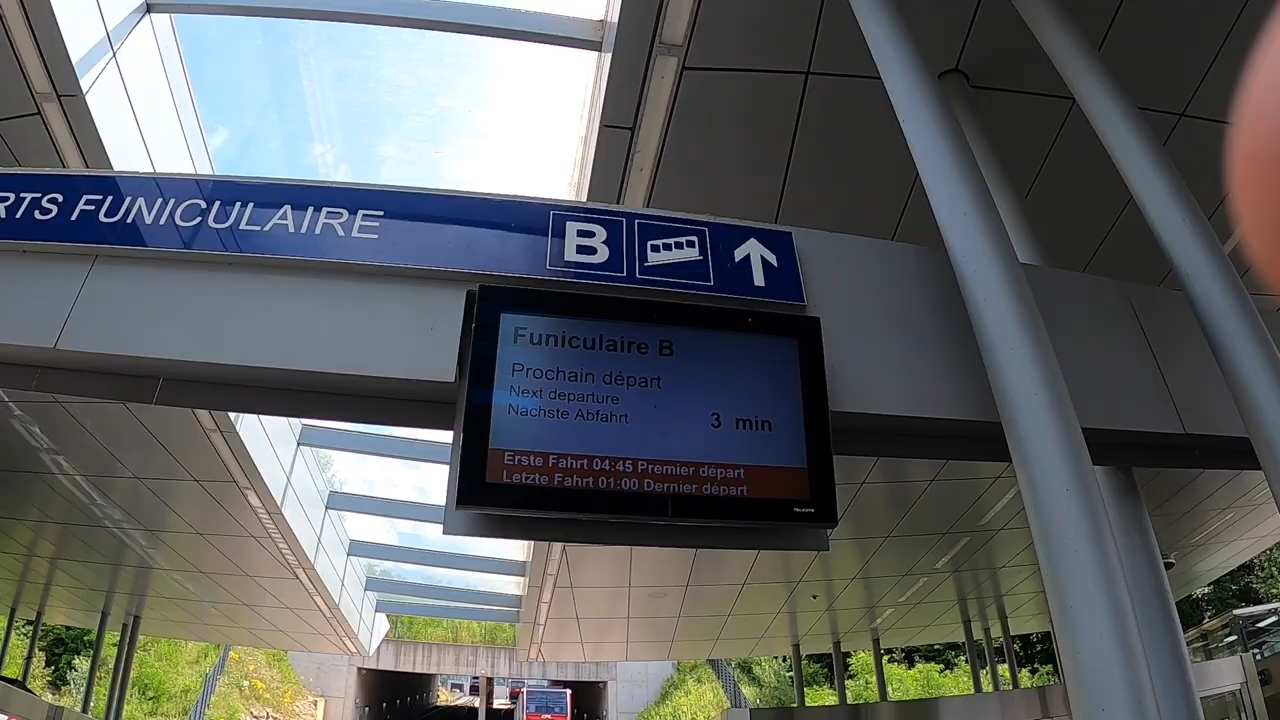 RTS FUNICULAIRE B
Funiculaire B
Prochain départ
Next departure
Nächste Abfahrt
3 min
Erste Fahrt 04:45 Premier départ
Letzte Fahrt 01:00 Dernier départ